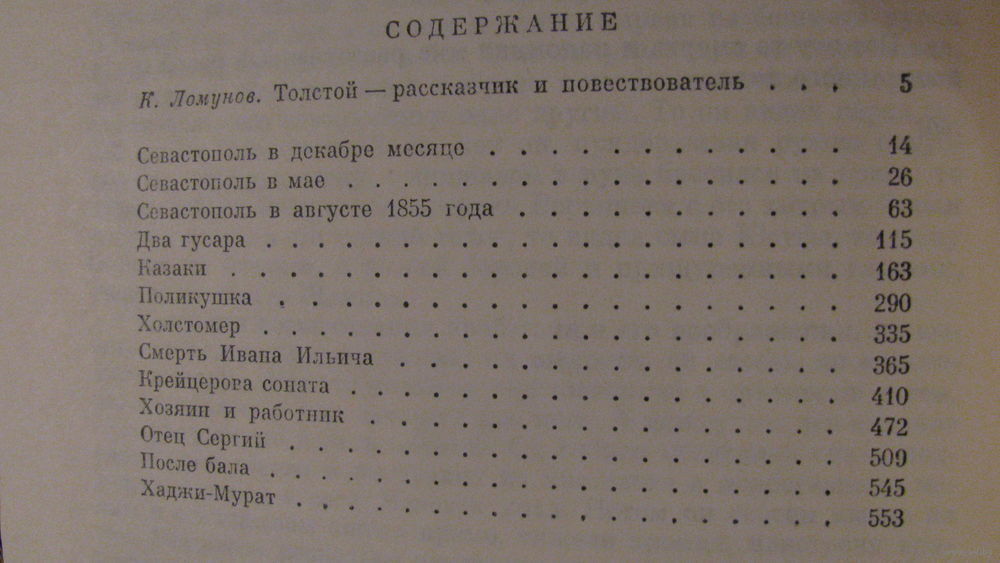 СОДЕРЖАНИЕ
К. Ломунов. Толстой — рассказчик и повествователь . . . 5
Севастополь в декабре месяце . . . . . . . . . . . . . 14
Севастополь в мае . . . . . . . . . . . . . . . . . . 26
Севастополь в августе 1855 года . . . . . . . . . . . . 63
Два гусара . . . . . . . . . . . . . . . . . . . . . 115
Казаки . . . . . . . . . . . . . . . . . . . . . . 163
Поликушка . . . . . . . . . . . . . . . . . . . . 290
Холстомер . . . . . . . . . . . . . . . . . . . . . 335
Смерть Ивана Ильича . . . . . . . . . . . . . . . . 365
Крейцерова соната . . . . . . . . . . . . . . . . . . 410
Хозяин и работник . . . . . . . . . . . . . . . . . 472
Отец Сергий . . . . . . . . . . . . . . . . . . . . 509
После бала . . . . . . . . . . . . . . . . . . . . 545
Хаджи-Мурат . . . . . . . . . . . . . . . . . . . 553